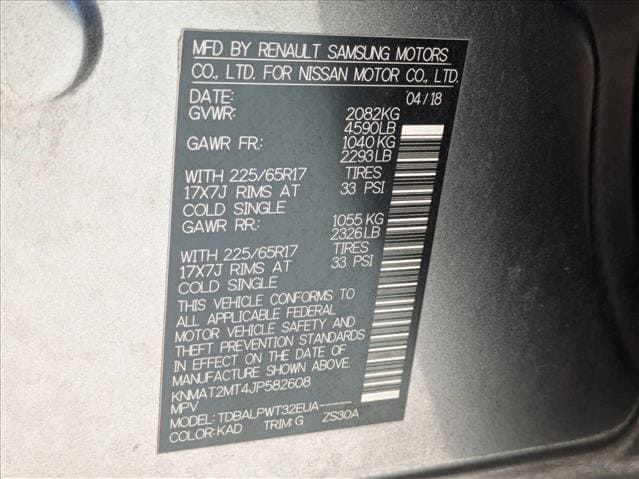 MFD BY RENAULT SAMSUNG MOTORS
CO., LTD. FOR NISSAN MOTOR CO., LTD.
DATE: 04/18
GVWR: 2082KG
4590LB
GAWR FR: 1040KG
2293LB
WITH 225/65R17 TIRES
17X7J RIMS AT 33 PSI
COLD SINGLE
GAWR RR: 1055KG
2326LB
WITH 225/65R17 TIRES
17X7J RIMS AT 33 PSI
COLD SINGLE
THIS VEHICLE CONFORMS TO
ALL APPLICABLE FEDERAL
MOTOR VEHICLE SAFETY AND
THEFT PREVENTION STANDARDS
IN EFFECT ON THE DATE OF
MANUFACTURE SHOWN ABOVE.
KNMAT2MT4JP582608
MPV
MODEL: TDBALPWT32EUA-----
COLOR: KAD TRIM: G ZS30A